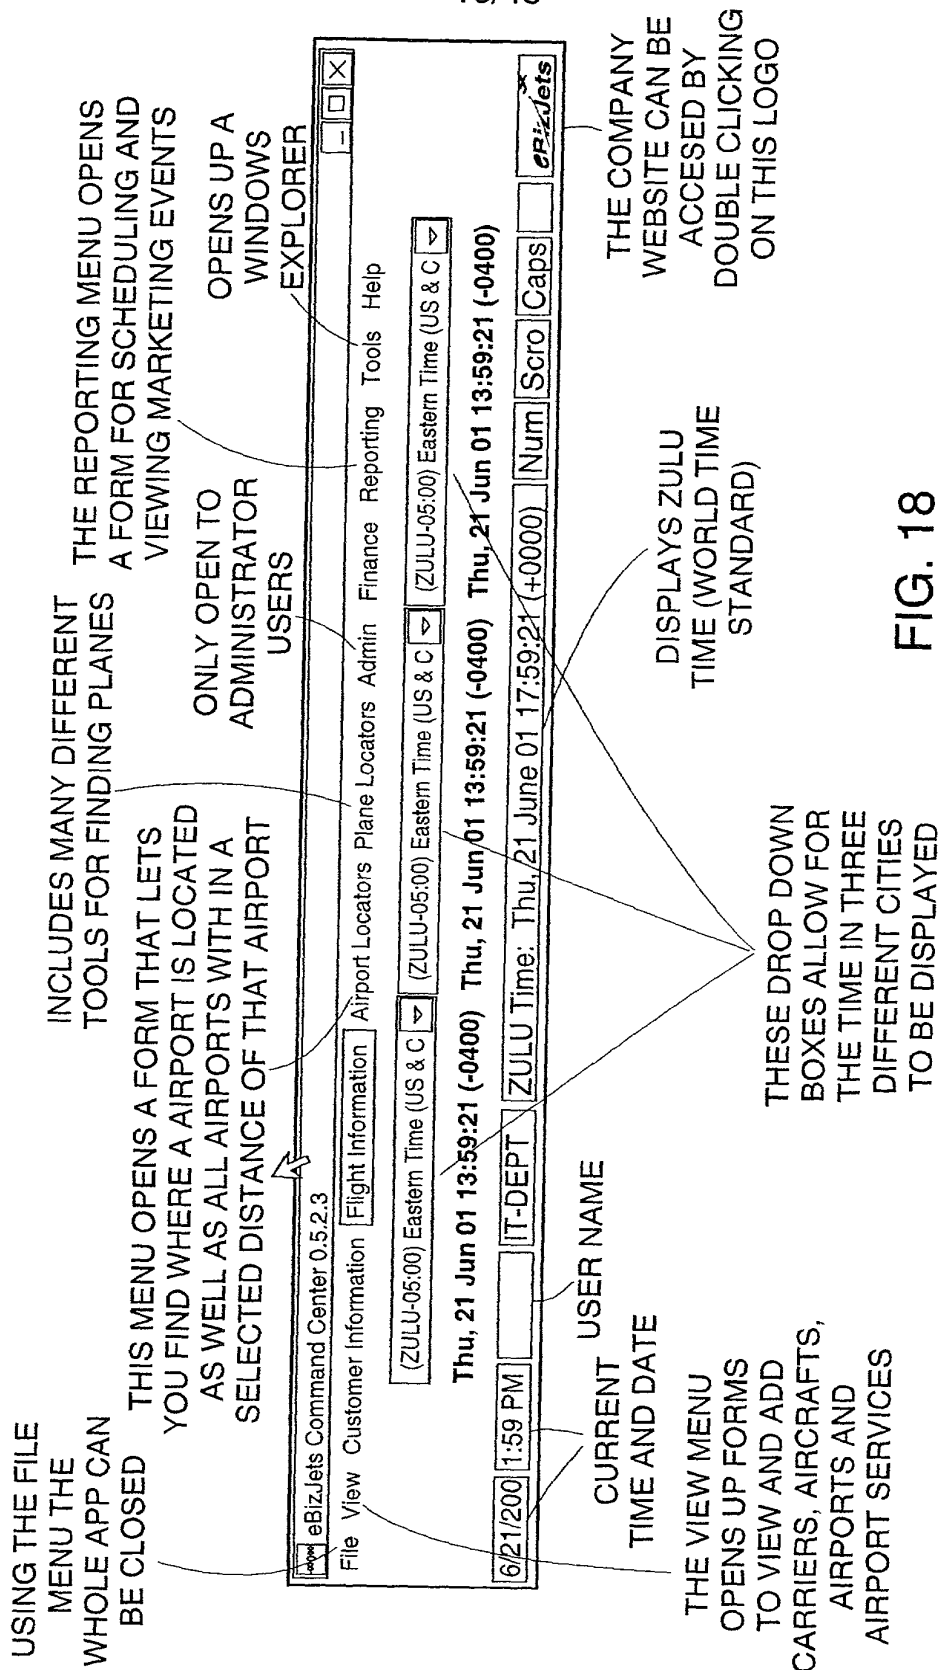 USING THE FILE
MENU THE
WHOLE APP CAN
BE CLOSED
THIS MENU OPENS A FORM THAT LETS
YOU FIND WHERE A AIRPORT IS LOCATED
AS WELL AS ALL AIRPORTS WITH IN A
SELECTED DISTANCE OF THAT AIRPORT
INCLUDES MANY DIFFERENT
TOOLS FOR FINDING PLANES
ONLY OPEN TO
ADMINISTRATOR
USERS
THE REPORTING MENU OPENS
A FORM FOR SCHEDULING AND
VIEWING MARKETING EVENTS
OPENS UP A
WINDOWS
EXPLORER
eBizJets Command Center 0.5.2.3
File View Customer Information Flight Information Airport Locators Plane Locators Admin Finance Reporting Tools Help
(ZULU-05:00) Eastern Time (US & C (ZULU-05:00) Eastern Time (US & C (ZULU-05:00) Eastern Time (US & C
Thu, 21 Jun 01 13:59:21 (-0400) Thu, 21 Jun 01 13:59:21 (-0400) Thu, 21 Jun 01 13:59:21 (-0400)
6/21/200 1:59 PM IT-DEPT ZULU Time: Thu, 21 June 01 17:59:21 (+0000) Num Scro Caps eBizJets
CURRENT
TIME AND DATE
USER NAME
THE VIEW MENU
OPENS UP FORMS
TO VIEW AND ADD
CARRIERS, AIRCRAFTS,
AIRPORTS AND
AIRPORT SERVICES
THESE DROP DOWN
BOXES ALLOW FOR
THE TIME IN THREE
DIFFERENT CITIES
TO BE DISPLAYED
DISPLAYS ZULU
TIME (WORLD TIME
STANDARD)
THE COMPANY
WEBSITE CAN BE
ACCESED BY
DOUBLE CLICKING
ON THIS LOGO
FIG. 18